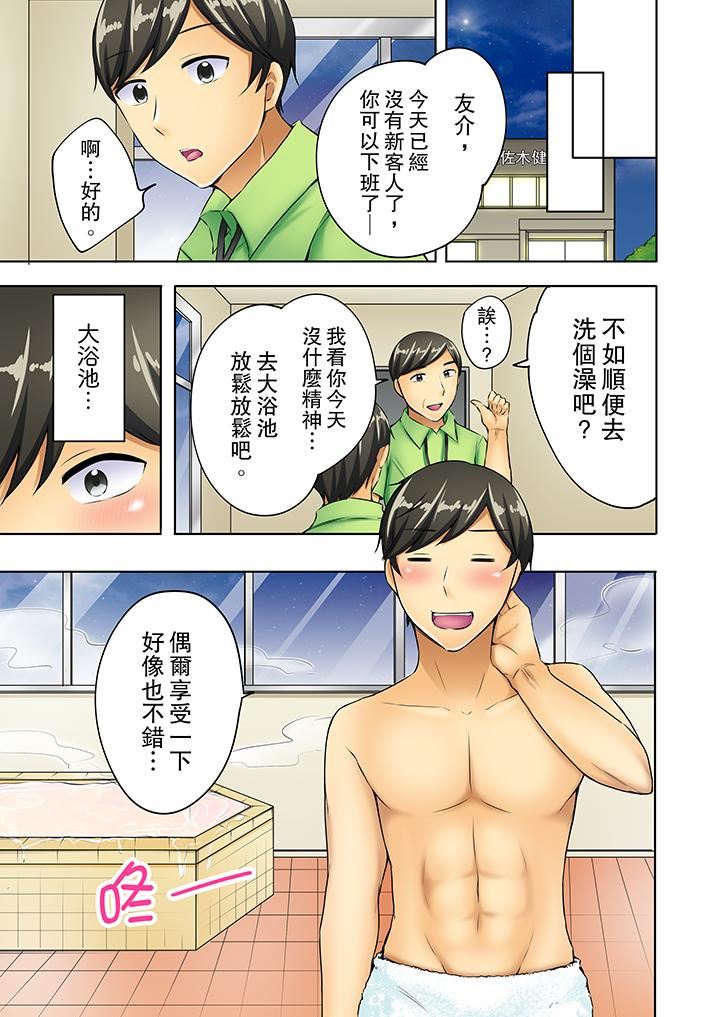 佐木健
友介，
今天已經
沒有新客人了，
你可以下班了—
啊…好的。
不如順便去
洗個澡吧？
誒…？
我看你今天
沒什麼精神…
去大浴池
放鬆放鬆吧。
大浴池…
偶爾享受一下
好像也不錯…
咚—